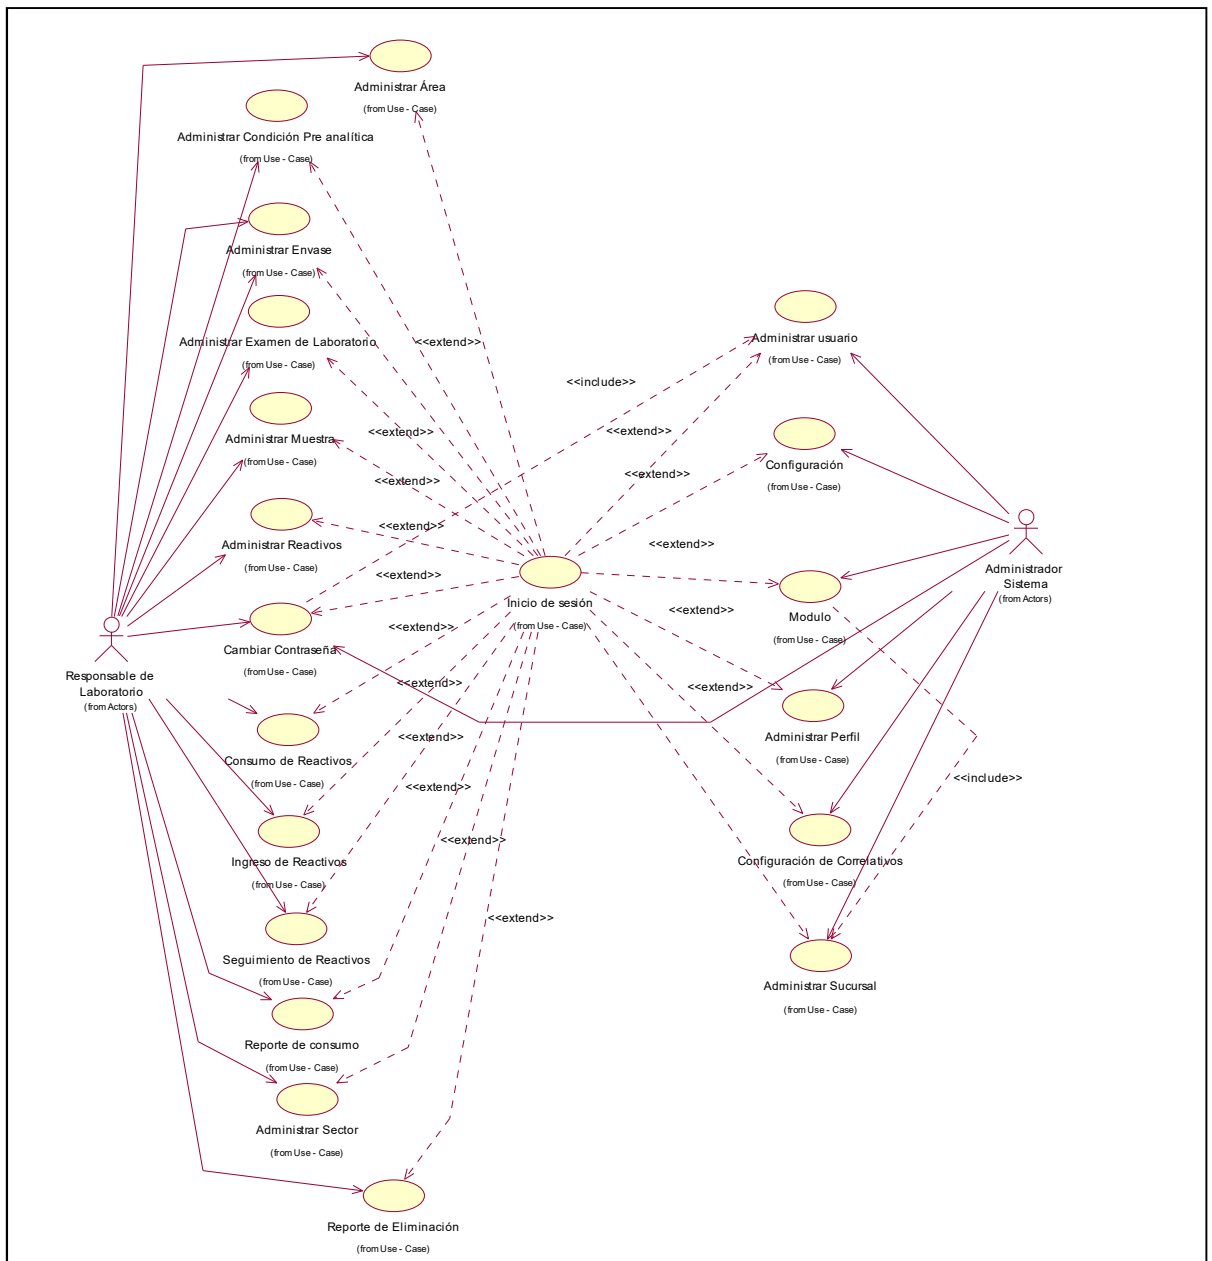 Administrar Área
(from Use - Case)
Administrar Condición Pre analítica
(from Use - Case)
Administrar Envase
(from Use - Case)
Administrar Examen de Laboratorio
(from Use - Case)
Administrar Muestra
(from Use - Case)
Administrar Reactivos
(from Use - Case)
Cambiar Contraseña
(from Use - Case)
Responsable de
Laboratorio
(from Actors)
Consumo de Reactivos
(from Use - Case)
Ingreso de Reactivos
(from Use - Case)
Seguimiento de Reactivos
(from Use - Case)
Reporte de consumo
(from Use - Case)
Administrar Sector
(from Use - Case)
Reporte de Eliminación
(from Use - Case)
<<extend>>
<<extend>>
<<extend>>
<<extend>>
<<extend>>
<<extend>>
<<extend>>
<<extend>>
<<extend>>
<<extend>>
<<extend>>
Inicio de sesión
(from Use - Case)
<<include>>
<<extend>>
<<extend>>
<<extend>>
<<extend>>
<<extend>>
<<include>>
Administrar usuario
(from Use - Case)
Configuración
(from Use - Case)
Modulo
(from Use - Case)
Administrar Perfil
(from Use - Case)
Configuración de Correlativos
(from Use - Case)
Administrar Sucursal
(from Use - Case)
Administrador
Sistema
(from Actors)